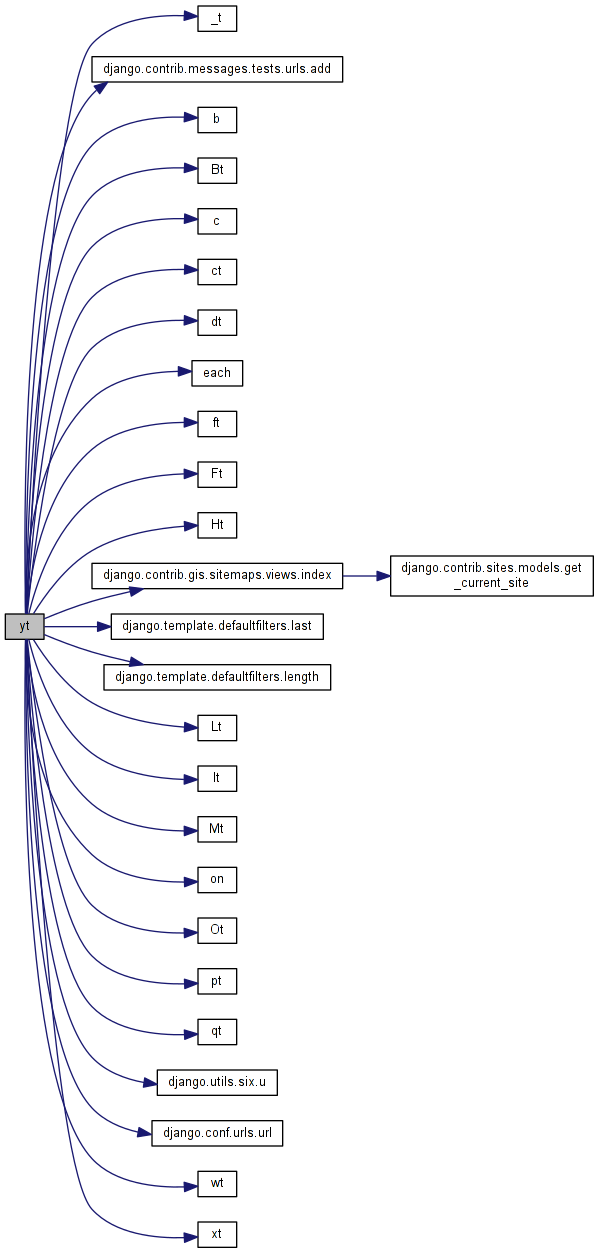 _t
django.contrib.messages.tests.urls.add
b
Bt
c
ct
dt
each
ft
Ft
Ht
django.contrib.gis.sitemaps.views.index
django.contrib.sites.models.get
_current_site
yt
django.template.defaultfilters.last
django.template.defaultfilters.length
Lt
lt
Mt
on
Ot
pt
qt
django.utils.six.u
django.conf.urls.url
wt
xt